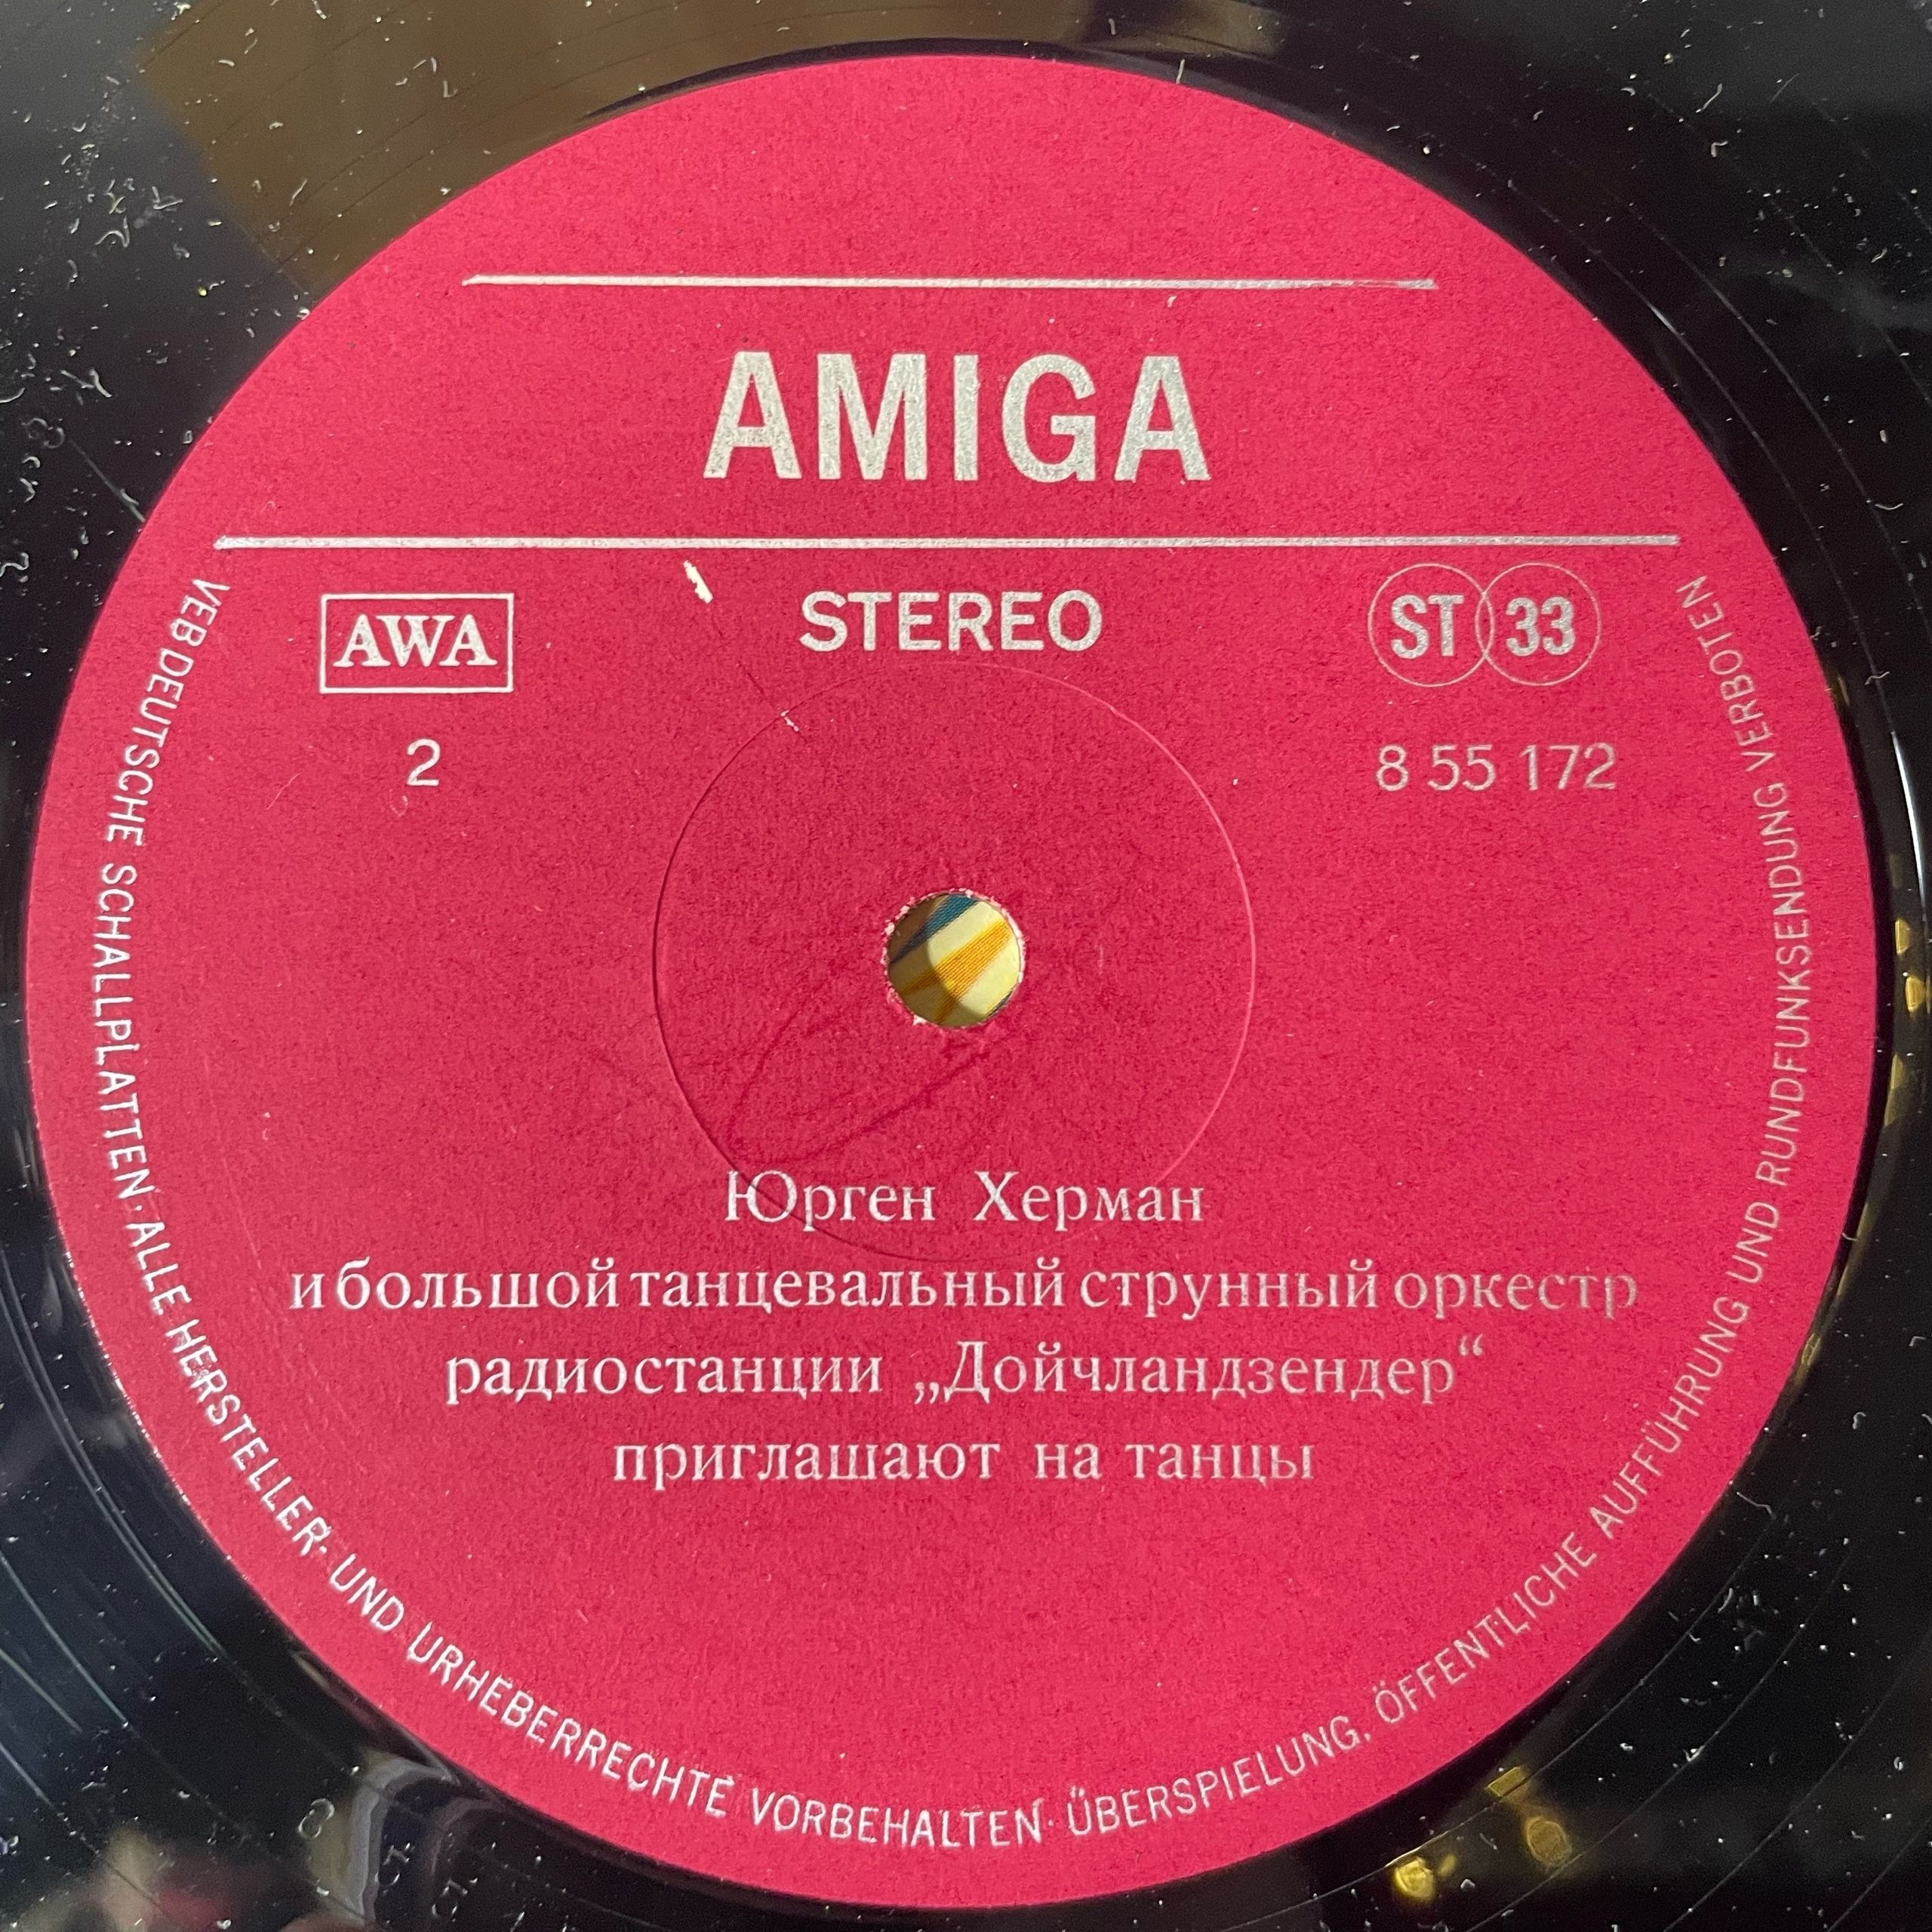 AMIGA
AWA
STEREO
ST 33
2
8 55 172
Юрген Херман
и большой танцевальный струнный оркестр
радиостанции „Дойчландзендер“
приглашают на танцы
VEB DEUTSCHE SCHALLPLATTEN · ALLE HERSTELLER- UND URHEBERRECHTE VORBEHALTEN · ÜBERSPIELUNG, ÖFFENTLICHE AUFFÜHRUNG UND RUNDFUNKSENDUNG VERBOTEN